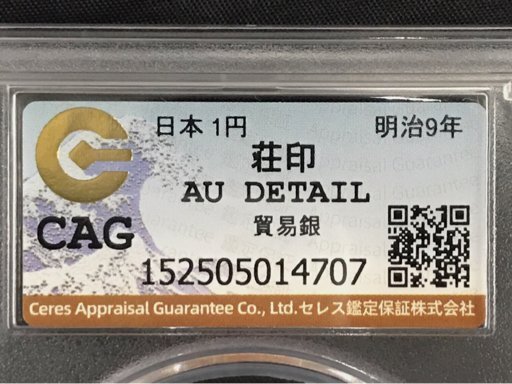 日本 1円 明治9年
荘印
AU DETAIL
CAG 貿易銀
152505014707
Ceres Appraisal Guarantee Co., Ltd.セレス鑑定保証株式会社